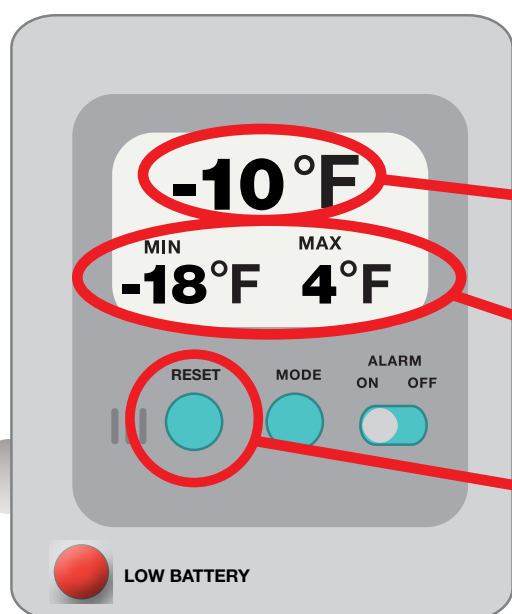 -10°F
MIN MAX
-18°F 4°F
RESET MODE ALARM
ON OFF
LOW BATTERY